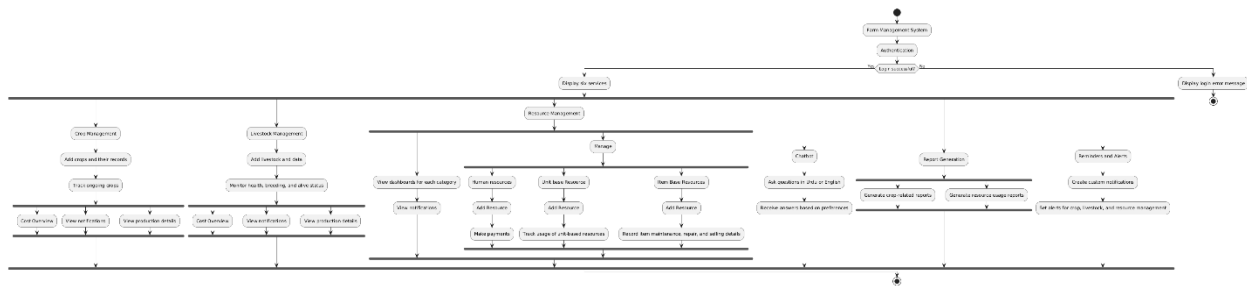 Farm Management System
Authentication
Yes
Login successful?
No
Display six services
Display login error message
Resource Management
Crop Management
Livestock Management
Manage
Chatbot
Report Generation
Reminders and Alerts
Add crops and their records
Add livestock and data
View dashboards for each category
Human resources
Unit base Resource
Item Base Resources
Ask questions in Urdu or English
Create custom notifications
Track ongoing crops
Monitor health, breeding, and alive status
Generate crop-related reports
Generate resource usage reports
View notifications
Add Resource
Add Resource
Add Resource
Receive answers based on preferences
Set alerts for crop, livestock, and resource management
Cost Overview
View notifications
View production details
Cost Overview
View notifications
View production details
Make payments
Track usage of unit-based resources
Record item maintenance, repair, and selling details